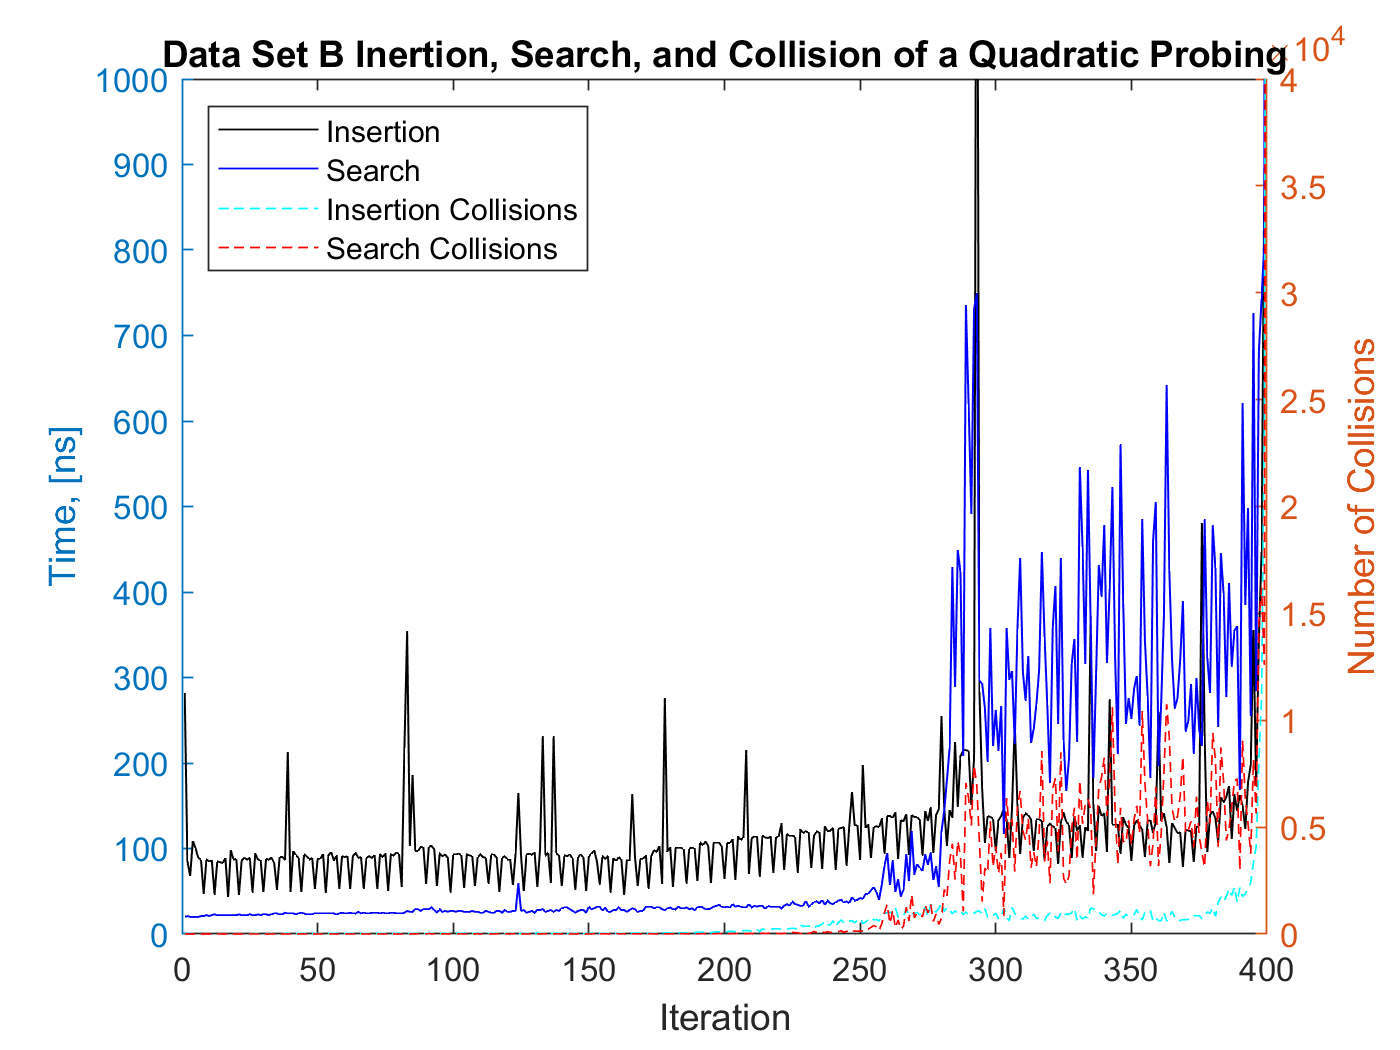 Data Set B Inertion, Search, and Collision of a Quadratic Probing
×10^4
Insertion
Search
Insertion Collisions
Search Collisions
Time, [ns]
1000
900
800
700
600
500
400
300
200
100
0
4
3.5
3
2.5
2
1.5
1
0.5
0
Number of Collisions
0 50 100 150 200 250 300 350 400
Iteration